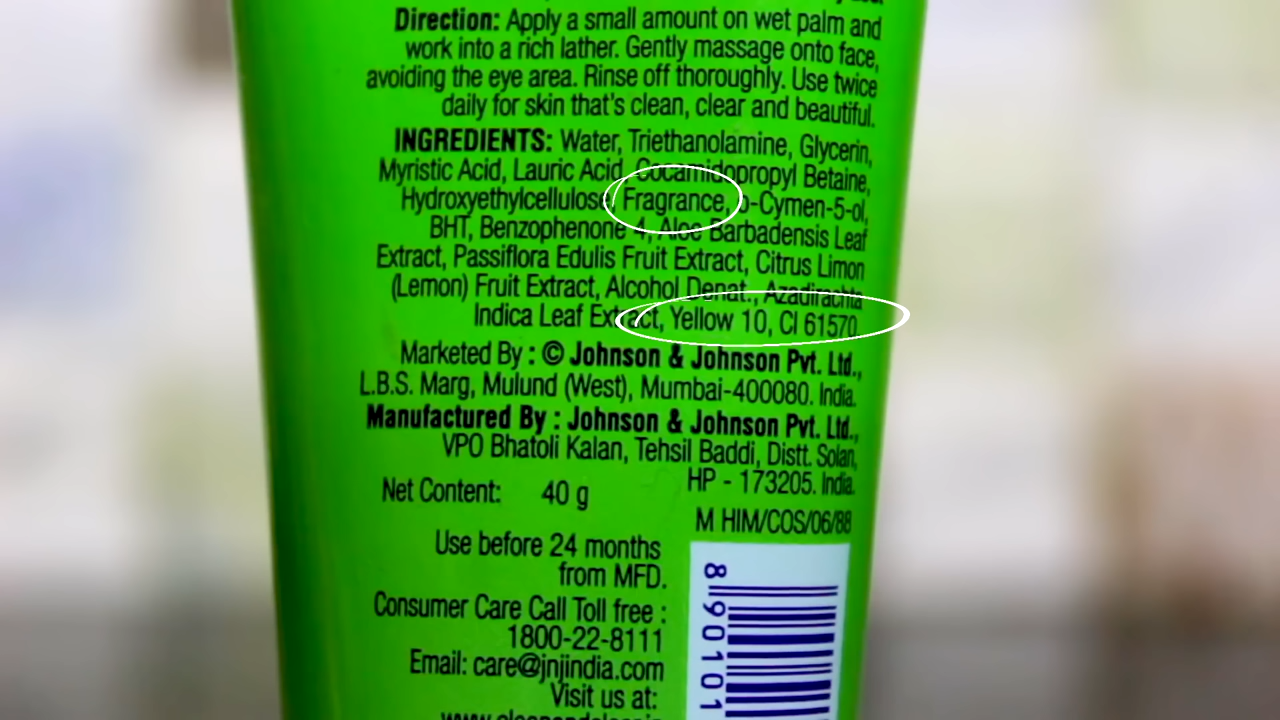 Direction: Apply a small amount on wet palm and
work into a rich lather. Gently massage onto face,
avoiding the eye area. Rinse off thoroughly. Use twice
daily for skin that's clean, clear and beautiful.
INGREDIENTS: Water, Triethanolamine, Glycerin,
Myristic Acid, Lauric Acid, Cocamidopropyl Betaine,
Hydroxyethylcellulose, Fragrance, o-Cymen-5-ol,
BHT, Benzophenone 4, Aloe Barbadensis Leaf
Extract, Passiflora Edulis Fruit Extract, Citrus Limon
(Lemon) Fruit Extract, Alcohol Denat., Azadirachta
Indica Leaf Extract, Yellow 10, CI 61570
Marketed By : © Johnson & Johnson Pvt. Ltd.,
L.B.S. Marg, Mulund (West), Mumbai-400080. India.
Manufactured By : Johnson & Johnson Pvt. Ltd.,
VPO Bhatoli Kalan, Tehsil Baddi, Distt. Solan,
HP - 173205. India.
Net Content: 40 g
M HIM/COS/06/88
Use before 24 months
from MFD.
Consumer Care Call Toll free :
1800-22-8111
Email: care@jnjindia.com
Visit us at:
8 90101